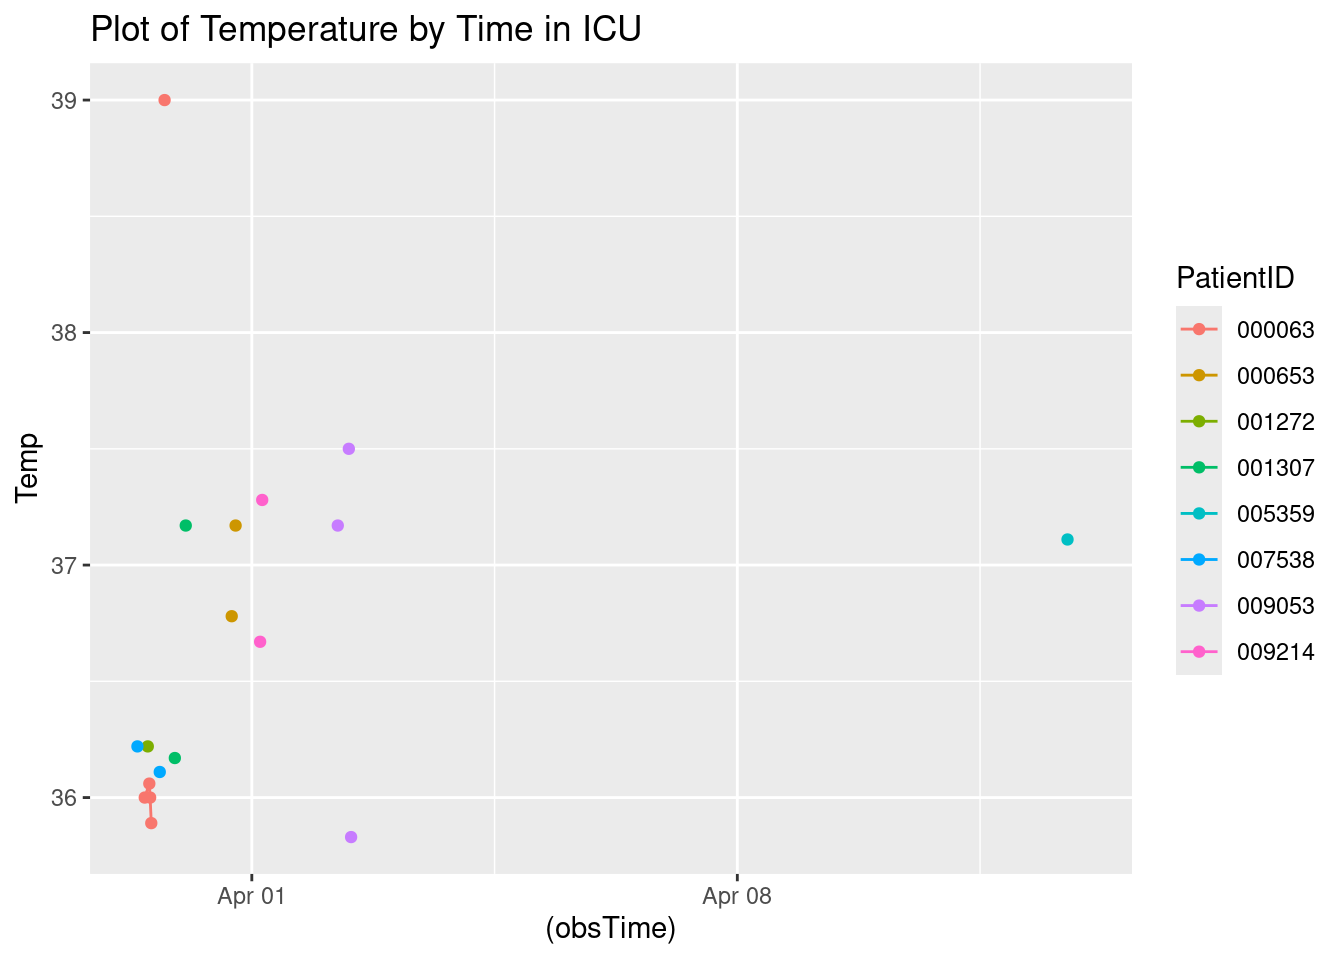 Plot of Temperature by Time in ICU
39
38
37
36
Temp
Apr 01
Apr 08
(obsTime)
PatientID
000063
000653
001272
001307
005359
007538
009053
009214